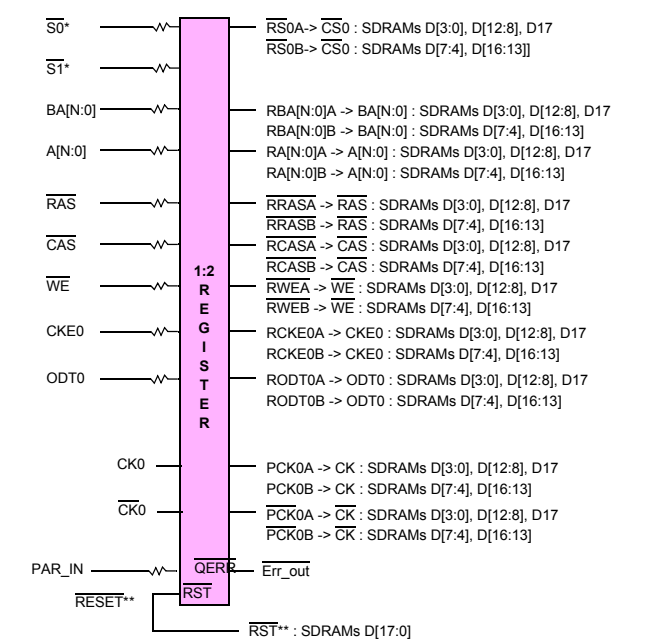 S0*
RS0A-> CS0 : SDRAMs D[3:0], D[12:8], D17
RS0B-> CS0 : SDRAMs D[7:4], D[16:13]]
S1*
BA[N:0]
RBA[N:0]A -> BA[N:0] : SDRAMs D[3:0], D[12:8], D17
RBA[N:0]B -> BA[N:0] : SDRAMs D[7:4], D[16:13]
A[N:0]
RA[N:0]A -> A[N:0] : SDRAMs D[3:0], D[12:8], D17
RA[N:0]B -> A[N:0] : SDRAMs D[7:4], D[16:13]
RAS
RRASA -> RAS : SDRAMs D[3:0], D[12:8], D17
RRASB -> RAS : SDRAMs D[7:4], D[16:13]
CAS
RCASA -> CAS : SDRAMs D[3:0], D[12:8], D17
RCASB -> CAS : SDRAMs D[7:4], D[16:13]
WE
RWEA -> WE : SDRAMs D[3:0], D[12:8], D17
RWEB -> WE : SDRAMs D[7:4], D[16:13]
CKE0
RCKE0A -> CKE0 : SDRAMs D[3:0], D[12:8], D17
RCKE0B -> CKE0 : SDRAMs D[7:4], D[16:13]
ODT0
RODT0A -> ODT0 : SDRAMs D[3:0], D[12:8], D17
RODT0B -> ODT0 : SDRAMs D[7:4], D[16:13]
1:2
R
E
G
I
S
T
E
R
CK0
PCK0A -> CK : SDRAMs D[3:0], D[12:8], D17
PCK0B -> CK : SDRAMs D[7:4], D[16:13]
CK0
PCK0A -> CK : SDRAMs D[3:0], D[12:8], D17
PCK0B -> CK : SDRAMs D[7:4], D[16:13]
PAR_IN
QERR
Err_out
RESET**
RST
RST** : SDRAMs D[17:0]